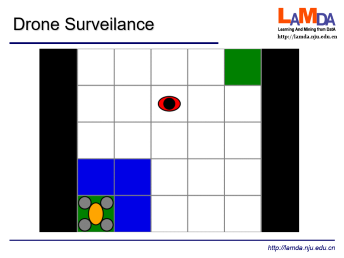 Drone Surveilance
LAMDA
Learning And Mining from DatA
http://lamda.nju.edu.cn
http://lamda.nju.edu.cn